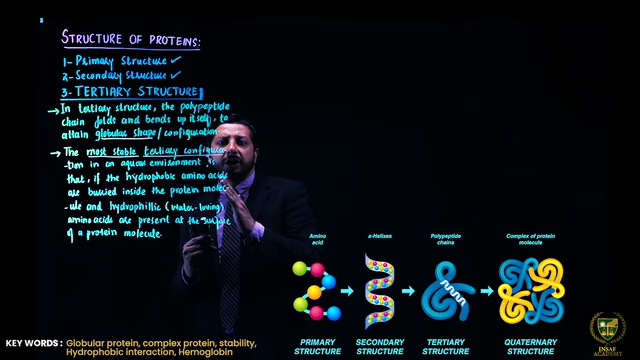 STRUCTURE OF PROTEINS:
1- Primary Structure ✓
2- Secondary Structure ✓
3- TERTIARY STRUCTURE
→ In tertiary structure, the polypeptide
chain folds and bends up itself, to
attain globular shape/configuration.
→ The most stable tertiary configura-
-tion in an aqueous environment, is
that, if the hydrophobic amino acids
are burried inside the protein molec-
-ule and hydrophillic (water-loving)
amino acids are present at the surface
of a protein molecule.
Amino
acid
α-Helixes
Polypeptide
chains
Complex of protein
molecule
PRIMARY
STRUCTURE
SECONDARY
STRUCTURE
TERTIARY
STRUCTURE
QUATERNARY
STRUCTURE
KEY WORDS : Globular protein, complex protein, stability,
Hydrophobic interaction, Hemoglobin
ENSAF
ACADEMY